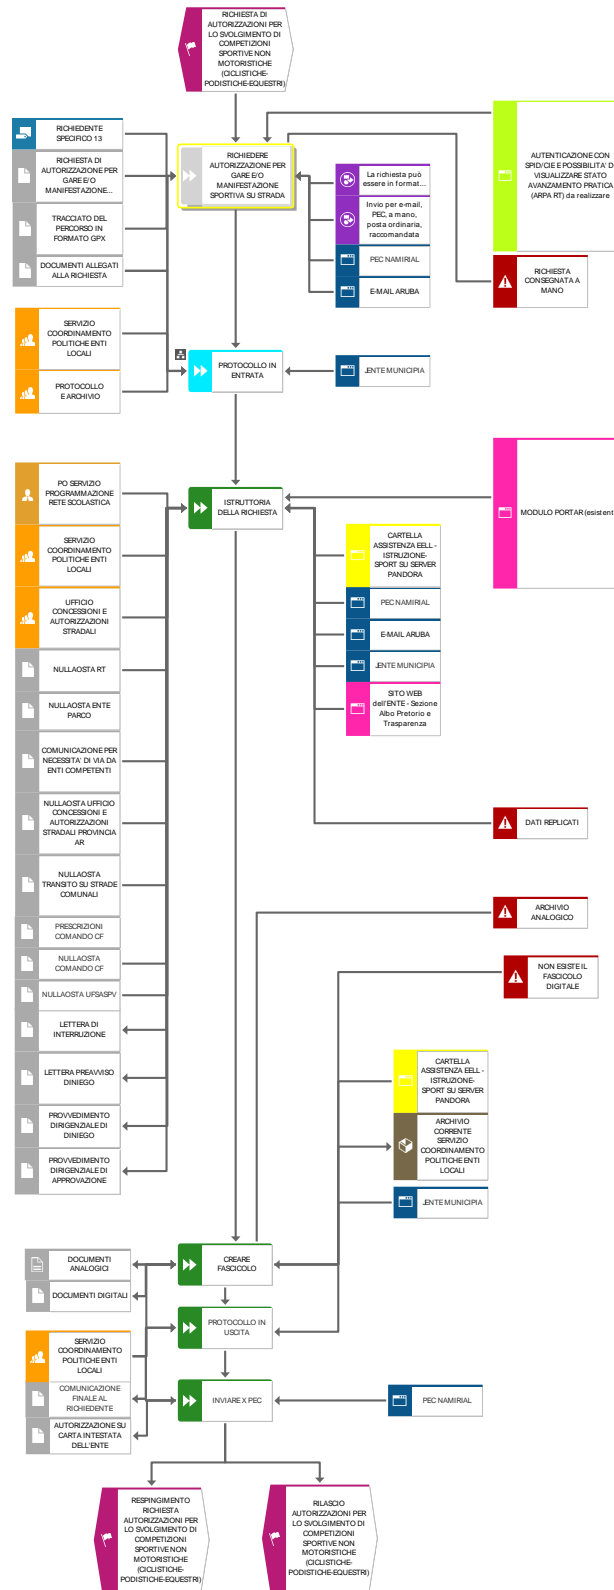 RICHIESTA DI
AUTORIZZAZIONI PER
LO SVOLGIMENTO DI
COMPETIZIONI
SPORTIVE NON
MOTORISTICHE
(CICLISTICHE-
PODISTICHE-EQUESTRI)
RICHIEDENTE
SPECIFICO 13
RICHIESTA DI
AUTORIZZAZIONE PER
GARE E/O
MANIFESTAZIONE...
TRACCIATO DEL
PERCORSO IN
FORMATO GPX
DOCUMENTI ALLEGATI
ALLA RICHIESTA
RICHIEDERE
AUTORIZZAZIONE PER
GARE E/O
MANIFESTAZIONE
SPORTIVA SU STRADA
La richiesta può
essere in format...
Invio per e-mail,
PEC, a mano,
posta ordinaria,
raccomandata
PEC NAMIRIAL
E-MAIL ARUBA
AUTENTICAZIONE CON
SPID/CIE E POSSIBILITA' DI
VISUALIZZARE STATO
AVANZAMENTO PRATICA
(ARPA RT) da realizzare
RICHIESTA
CONSEGNATA A
MANO
SERVIZIO
COORDINAMENTO
POLITICHE ENTI
LOCALI
PROTOCOLLO
E ARCHIVIO
PROTOCOLLO IN
ENTRATA
JENTE MUNICIPIA
PO SERVIZIO
PROGRAMMAZIONE
RETE SCOLASTICA
SERVIZIO
COORDINAMENTO
POLITICHE ENTI
LOCALI
UFFICIO
CONCESSIONI E
AUTORIZZAZIONI
STRADALI
NULLAOSTA RT
NULLAOSTA ENTE
PARCO
COMUNICAZIONE PER
NECESSITA' DI VIA DA
ENTI COMPETENTI
NULLAOSTA UFFICIO
CONCESSIONI E
AUTORIZZAZIONI
STRADALI PROVINCIA
AR
NULLAOSTA
TRANSITO SU STRADE
COMUNALI
PRESCRIZIONI
COMANDO CF
NULLAOSTA
COMANDO CF
NULLAOSTA UFSASPV
LETTERA DI
INTERRUZIONE
LETTERA PREAVVISO
DINIEGO
PROVVEDIMENTO
DIRIGENZIALE DI
DINIEGO
PROVVEDIMENTO
DIRIGENZIALE DI
APPROVAZIONE
ISTRUTTORIA
DELLA RICHIESTA
MODULO PORTAR (esistent
CARTELLA
ASSISTENZA EELL -
ISTRUZIONE-
SPORT SU SERVER
PANDORA
PEC NAMIRIAL
E-MAIL ARUBA
JENTE MUNICIPIA
SITO WEB
dell'ENTE - Sezione
Albo Pretorio e
Trasparenza
DATI REPLICATI
ARCHIVIO
ANALOGICO
NON ESISTE IL
FASCICOLO
DIGITALE
CARTELLA
ASSISTENZA EELL -
ISTRUZIONE-
SPORT SU SERVER
PANDORA
ARCHIVIO
CORRENTE
SERVIZIO
COORDINAMENTO
POLITICHE ENTI
LOCALI
JENTE MUNICIPIA
DOCUMENTI
ANALOGICI
DOCUMENTI DIGITALI
CREARE
FASCICOLO
PROTOCOLLO IN
USCITA
SERVIZIO
COORDINAMENTO
POLITICHE ENTI
LOCALI
COMUNICAZIONE
FINALE AL
RICHIEDENTE
AUTORIZZAZIONE SU
CARTA INTESTATA
DELL'ENTE
INVIARE X PEC
PEC NAMIRIAL
RESPINGIMENTO
RICHIESTA
AUTORIZZAZIONI PER
LO SVOLGIMENTO DI
COMPETIZIONI
SPORTIVE NON
MOTORISTICHE
(CICLISTICHE-
PODISTICHE-EQUESTRI)
RILASCIO
AUTORIZZAZIONI PER
LO SVOLGIMENTO DI
COMPETIZIONI
SPORTIVE NON
MOTORISTICHE
(CICLISTICHE-
PODISTICHE-EQUESTRI)